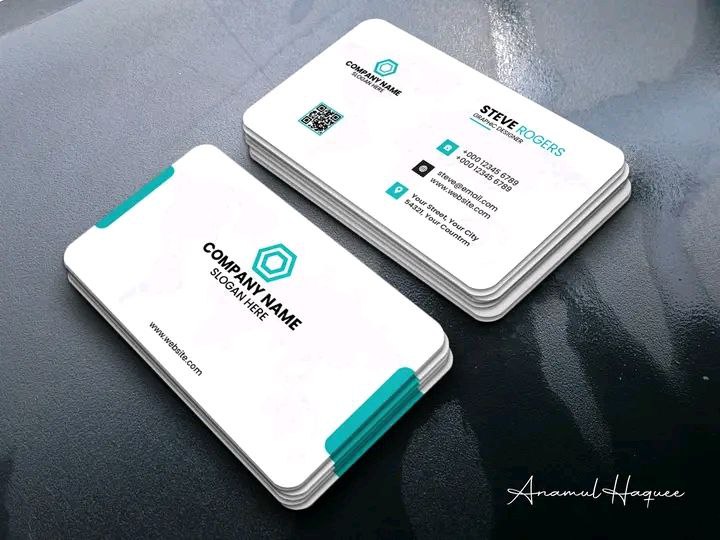 COMPANY NAME
SLOGAN HERE
STEVE ROGERS
GRAPHIC DESIGNER
+000 12345 6789
+000 12345 6789
steve@email.com
www.website.com
Your Street, Your City
54321, Your Countrm
COMPANY NAME
SLOGAN HERE
www.website.com
Anamul Haquee